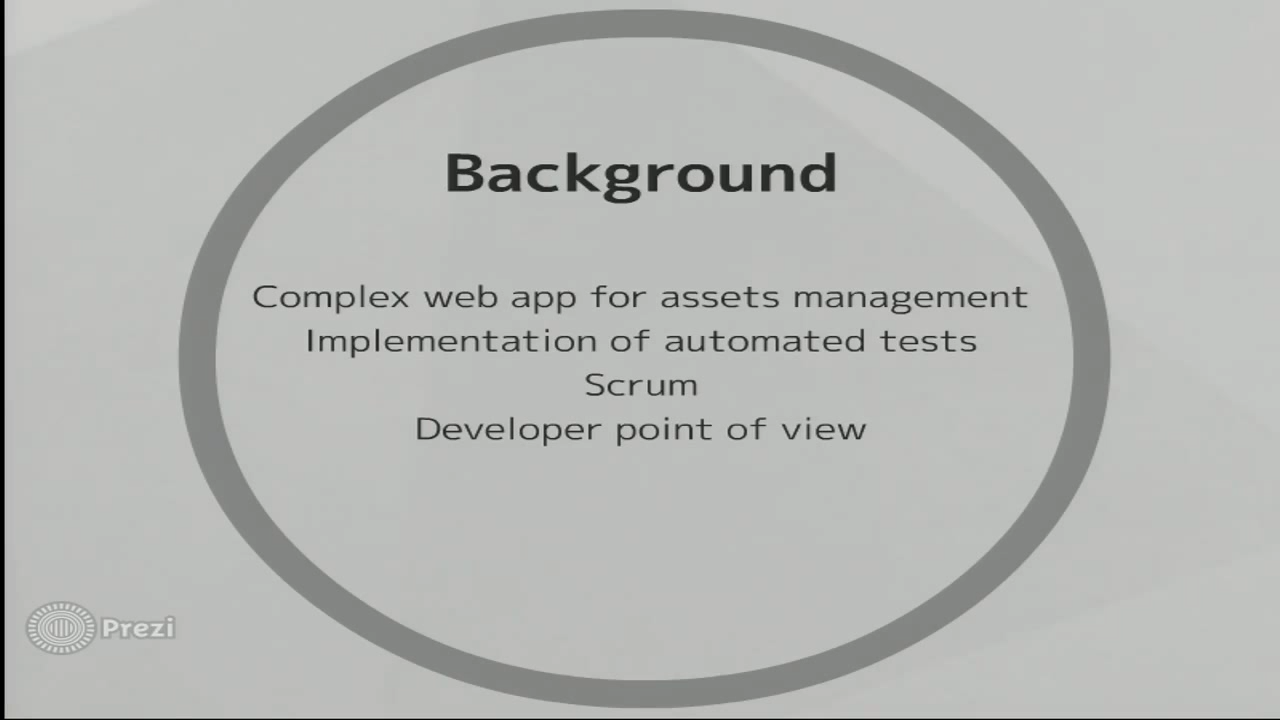 Background
Complex web app for assets management
Implementation of automated tests
Scrum
Developer point of view
Prezi